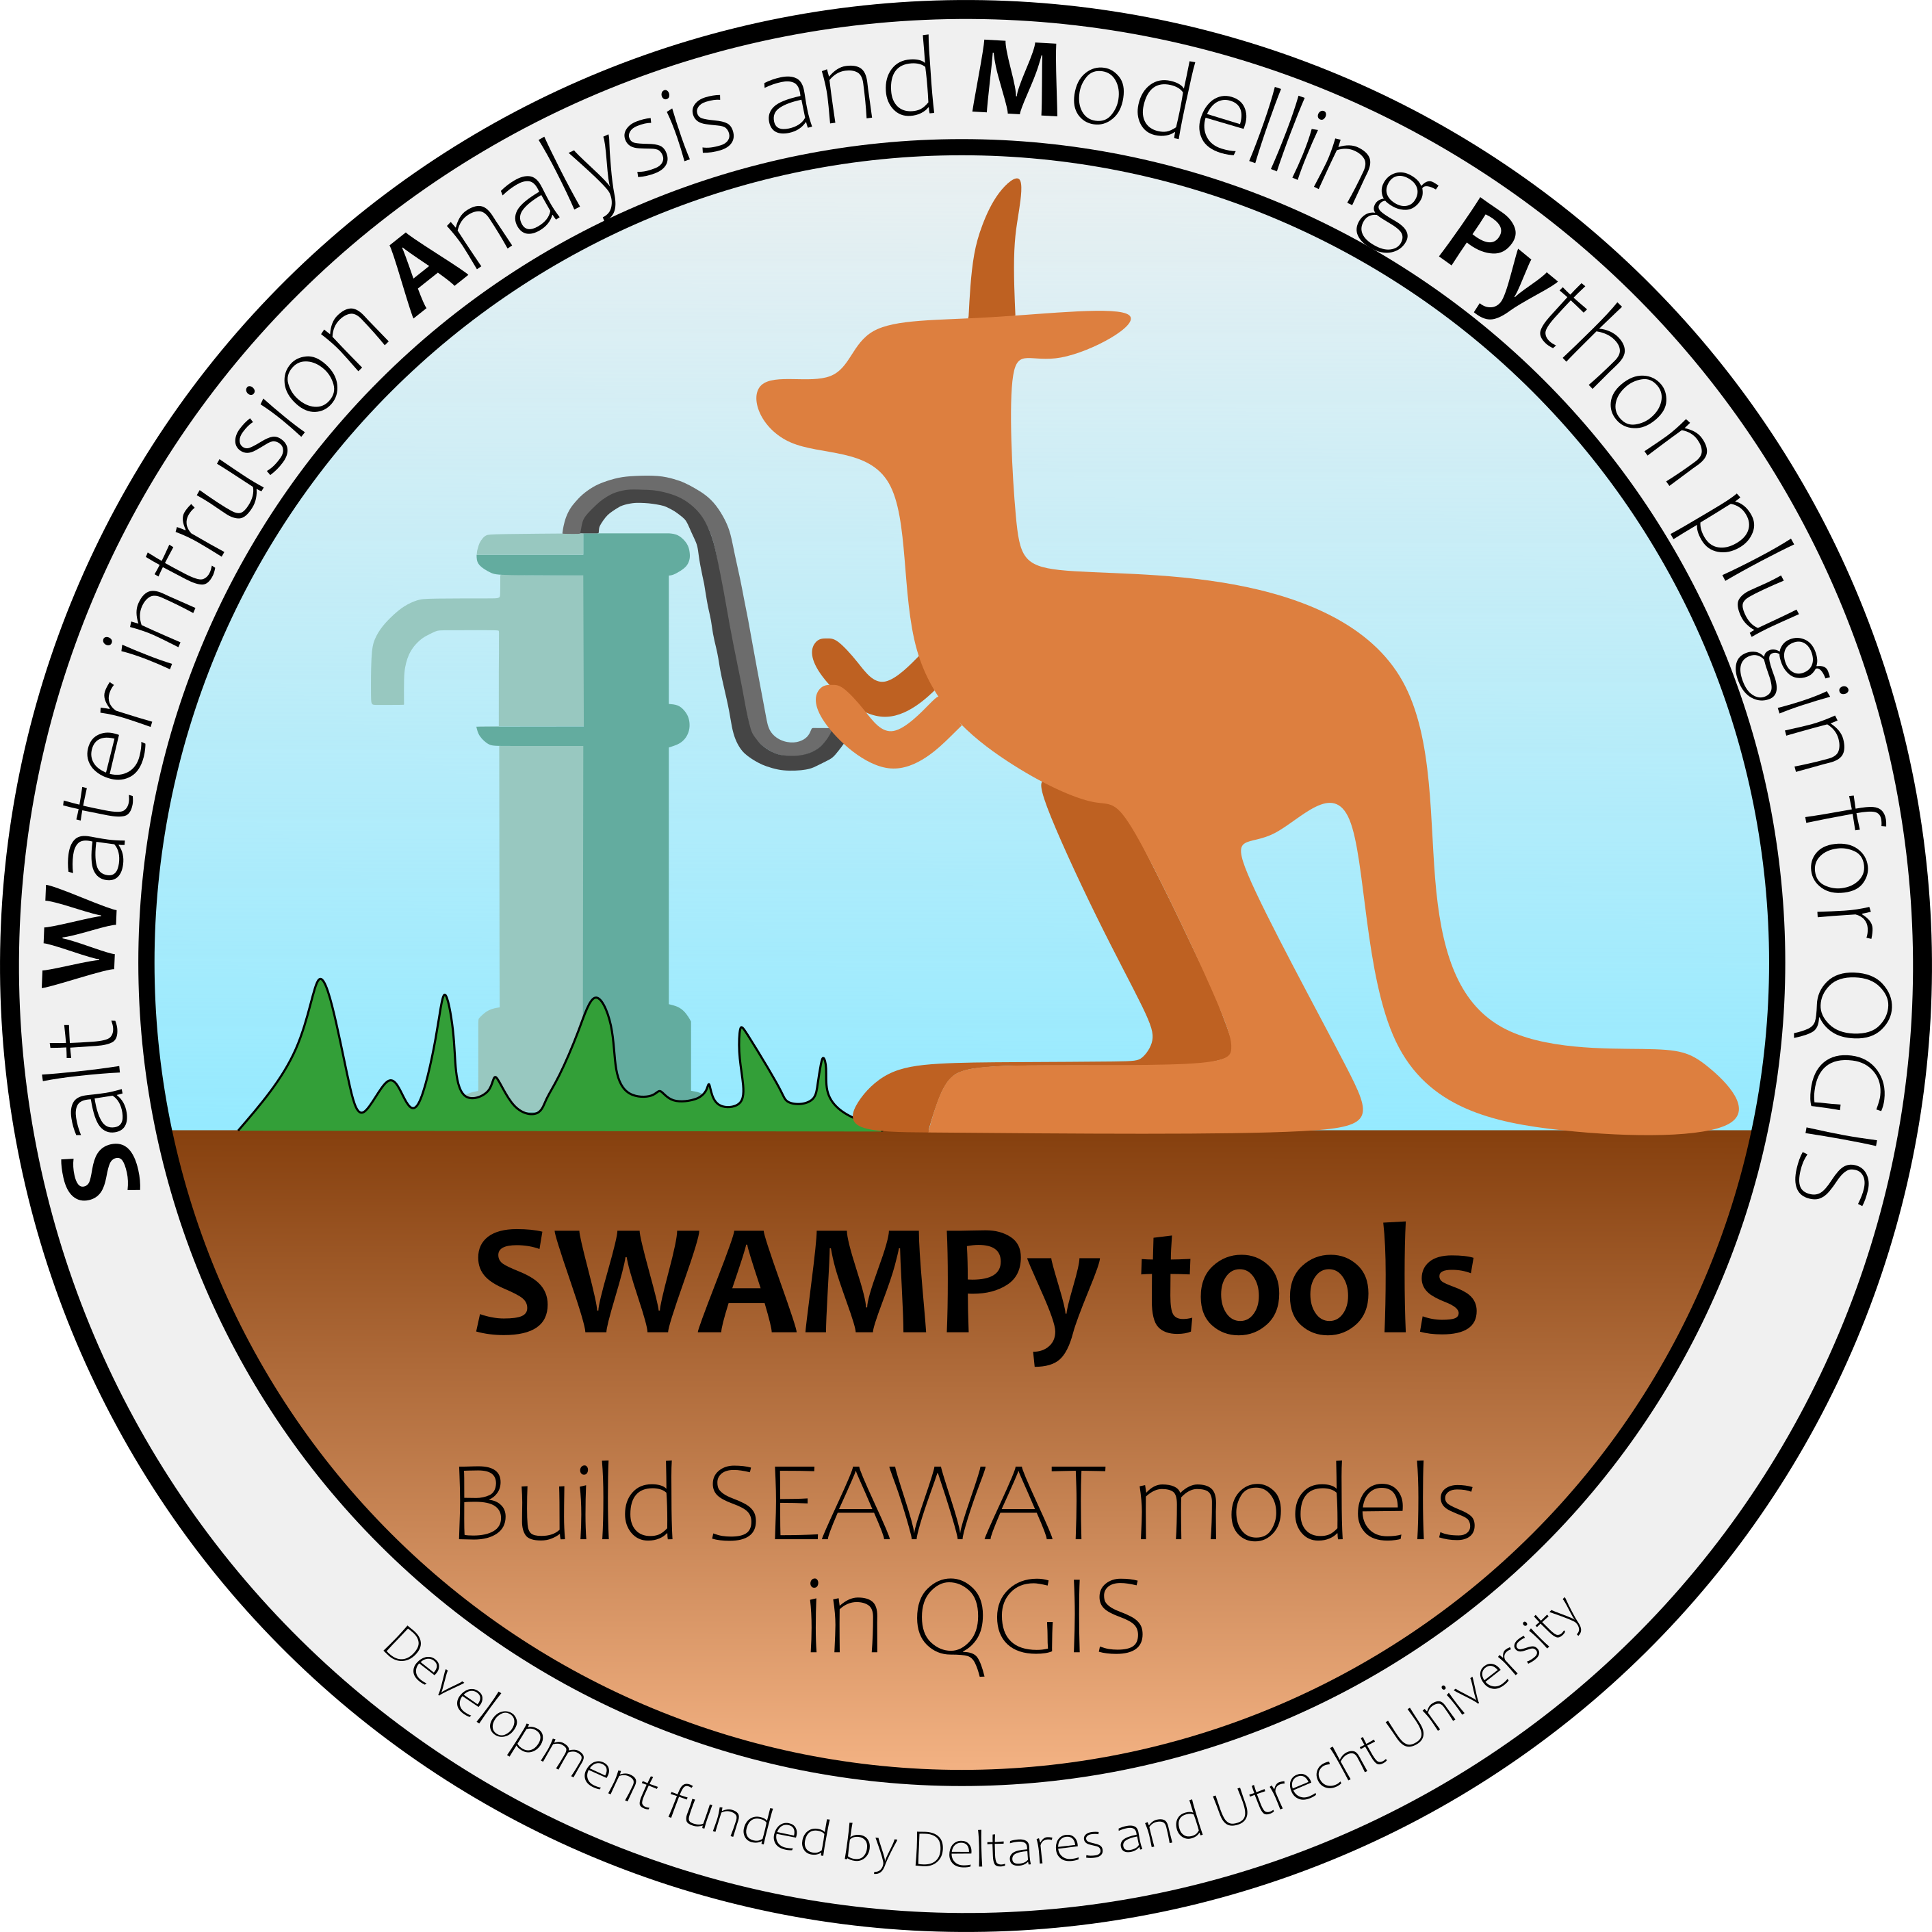 Salt Water intrusion Analysis and Modelling Python plugin for QGIS
SWAMPy tools
Build SEAWAT models
in QGIS
Development funded by Deltares and Utrecht University